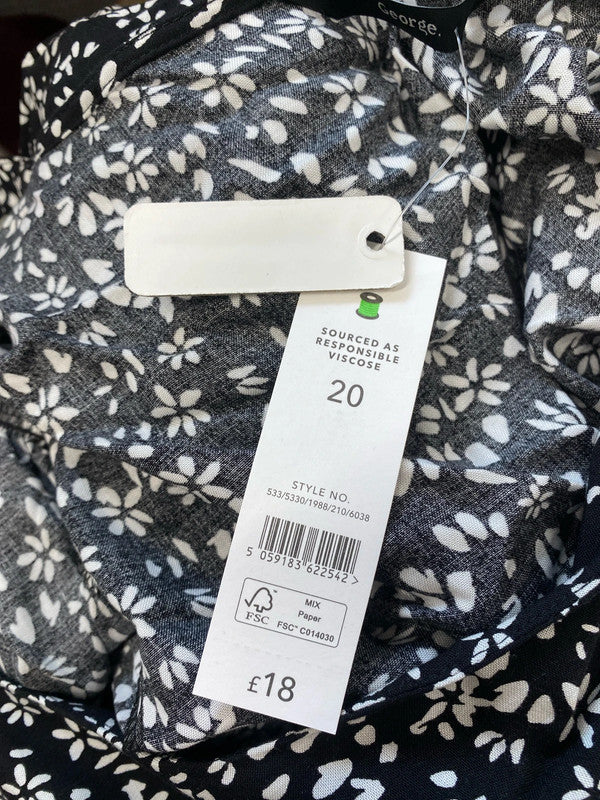 George.
SOURCED AS
RESPONSIBLE
VISCOSE
20
STYLE NO.
533/5330/1988/210/6038
5 059183 622542 >
FSC
MIX
Paper
FSC™ C014030
£18